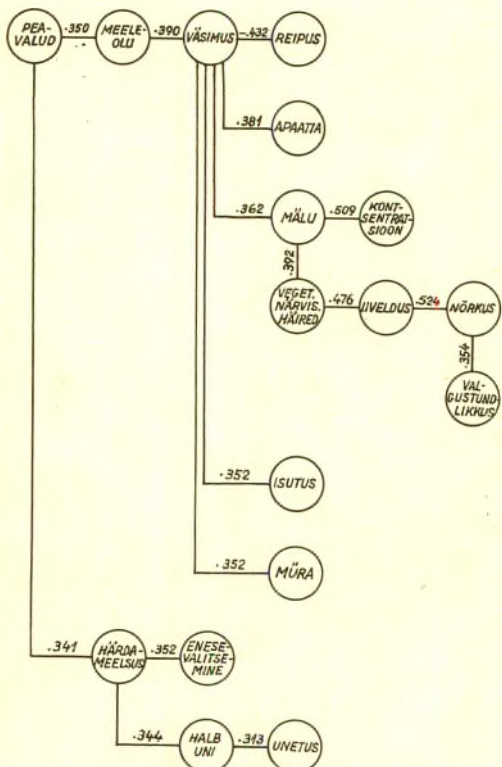 PEA-
VALUD
.350
MEELE-
OLU
.390
VÄSIMUS
-.432
REIPUS
.381
APAATIA
.362
MÄLU
.509
KONT-
SENTRAT-
SIOON
.392
VEGET.
NÄRVIS.
HÄIRED
.476
IIVELDUS
.524
NÕRKUS
.354
VAL-
GUSTUND-
LIKKUS
.352
ISUTUS
.352
MÜRA
.341
HÄRDA-
MEELSUS
.352
ENESE-
VALITSE-
MINE
.344
HALB
UNI
.313
UNETUS